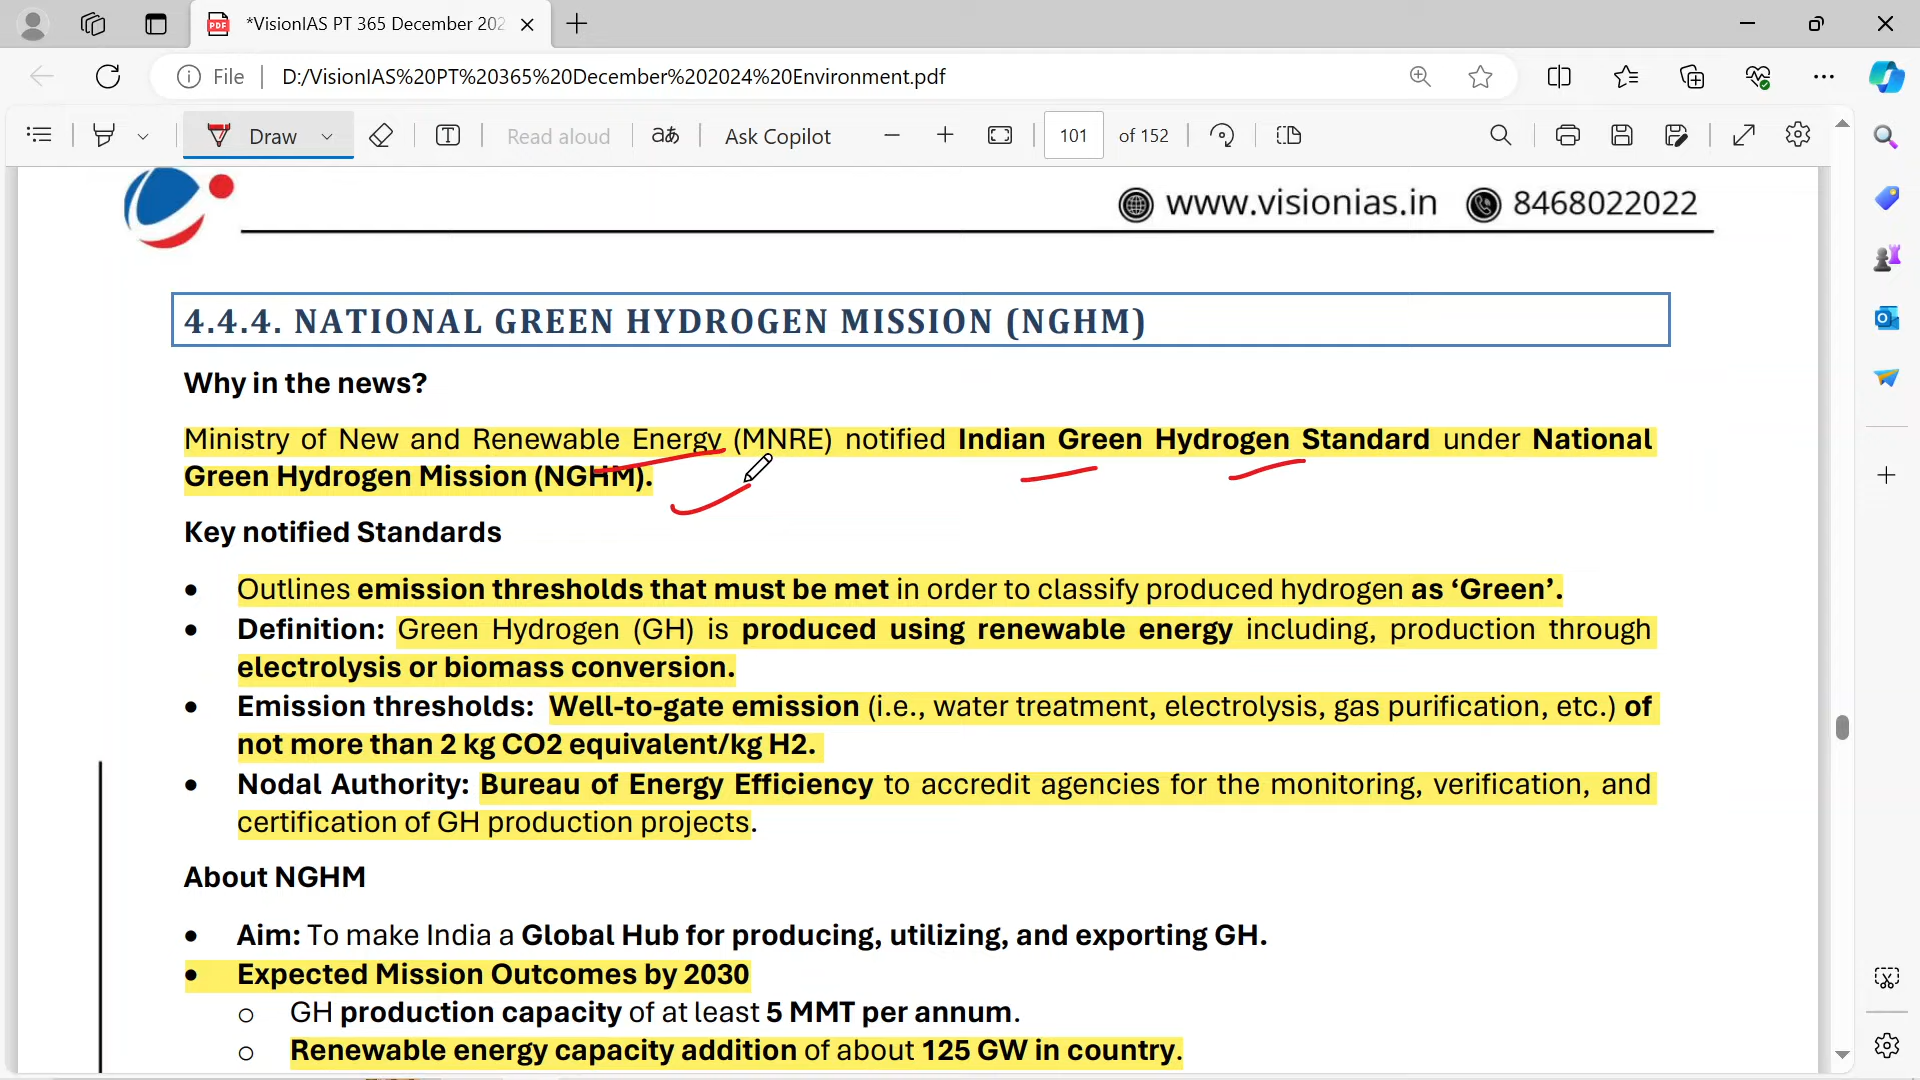 *VisionIAS PT 365 December 202
File
D:/VisionIAS%20PT%20365%20December%202024%20Environment.pdf
Draw
Read aloud
aあ
Ask Copilot
101 of 152
www.visionias.in 8468022022
4.4.4. NATIONAL GREEN HYDROGEN MISSION (NGHM)
Why in the news?
Ministry of New and Renewable Energy (MNRE) notified Indian Green Hydrogen Standard under National
Green Hydrogen Mission (NGHM).
Key notified Standards
• Outlines emission thresholds that must be met in order to classify produced hydrogen as ‘Green’.
• Definition: Green Hydrogen (GH) is produced using renewable energy including, production through
electrolysis or biomass conversion.
• Emission thresholds: Well-to-gate emission (i.e., water treatment, electrolysis, gas purification, etc.) of
not more than 2 kg CO2 equivalent/kg H2.
• Nodal Authority: Bureau of Energy Efficiency to accredit agencies for the monitoring, verification, and
certification of GH production projects.
About NGHM
• Aim: To make India a Global Hub for producing, utilizing, and exporting GH.
• Expected Mission Outcomes by 2030
o GH production capacity of at least 5 MMT per annum.
o Renewable energy capacity addition of about 125 GW in country.